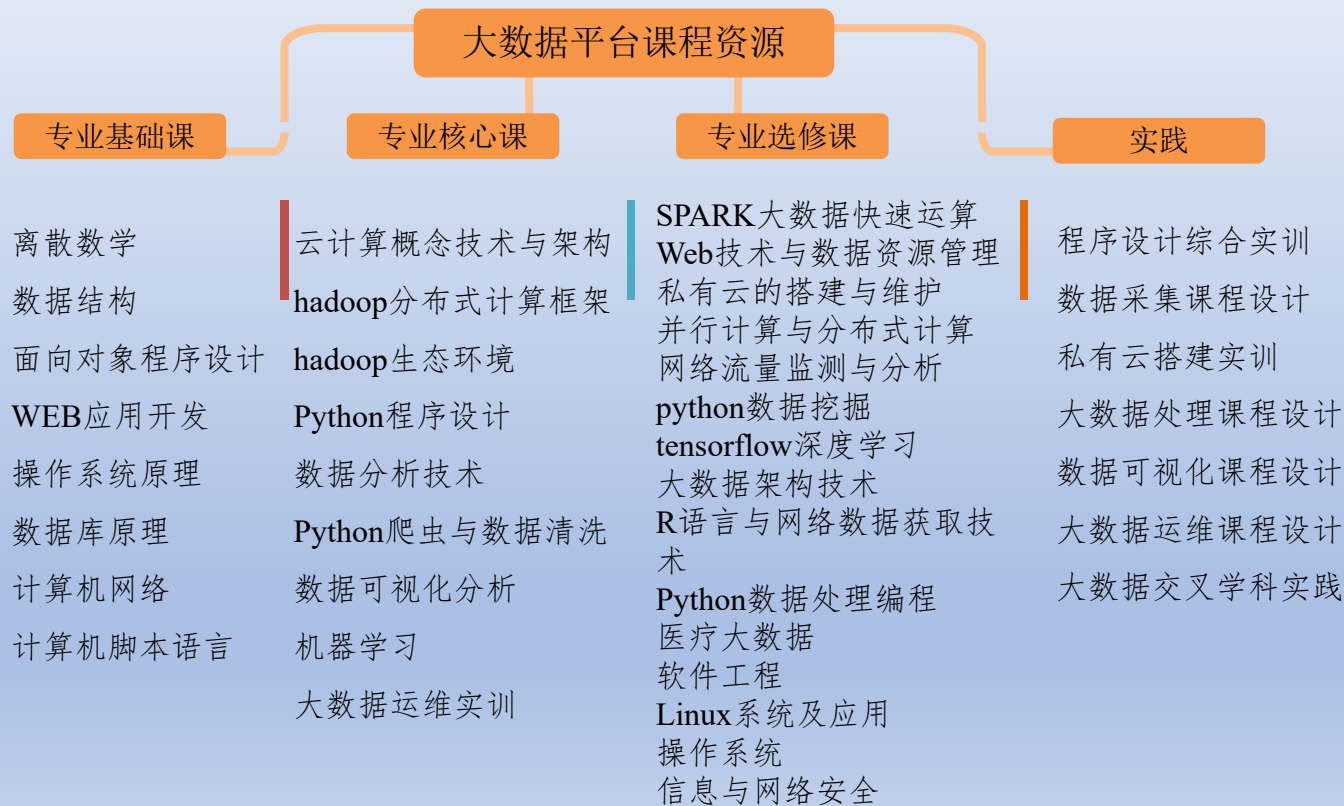 大数据平台课程资源
专业基础课
专业核心课
专业选修课
实践
离散数学
数据结构
面向对象程序设计
WEB应用开发
操作系统原理
数据库原理
计算机网络
计算机脚本语言
云计算概念技术与架构
hadoop分布式计算框架
hadoop生态环境
Python程序设计
数据分析技术
Python爬虫与数据清洗
数据可视化分析
机器学习
大数据运维实训
SPARK大数据快速运算
Web技术与数据资源管理
私有云的搭建与维护
并行计算与分布式计算
网络流量监测与分析
python数据挖掘
tensorflow深度学习
大数据架构技术
R语言与网络数据获取技
术
Python数据处理编程
医疗大数据
软件工程
Linux系统及应用
操作系统
信息与网络安全
程序设计综合实训
数据采集课程设计
私有云搭建实训
大数据处理课程设计
数据可视化课程设计
大数据运维课程设计
大数据交叉学科实践